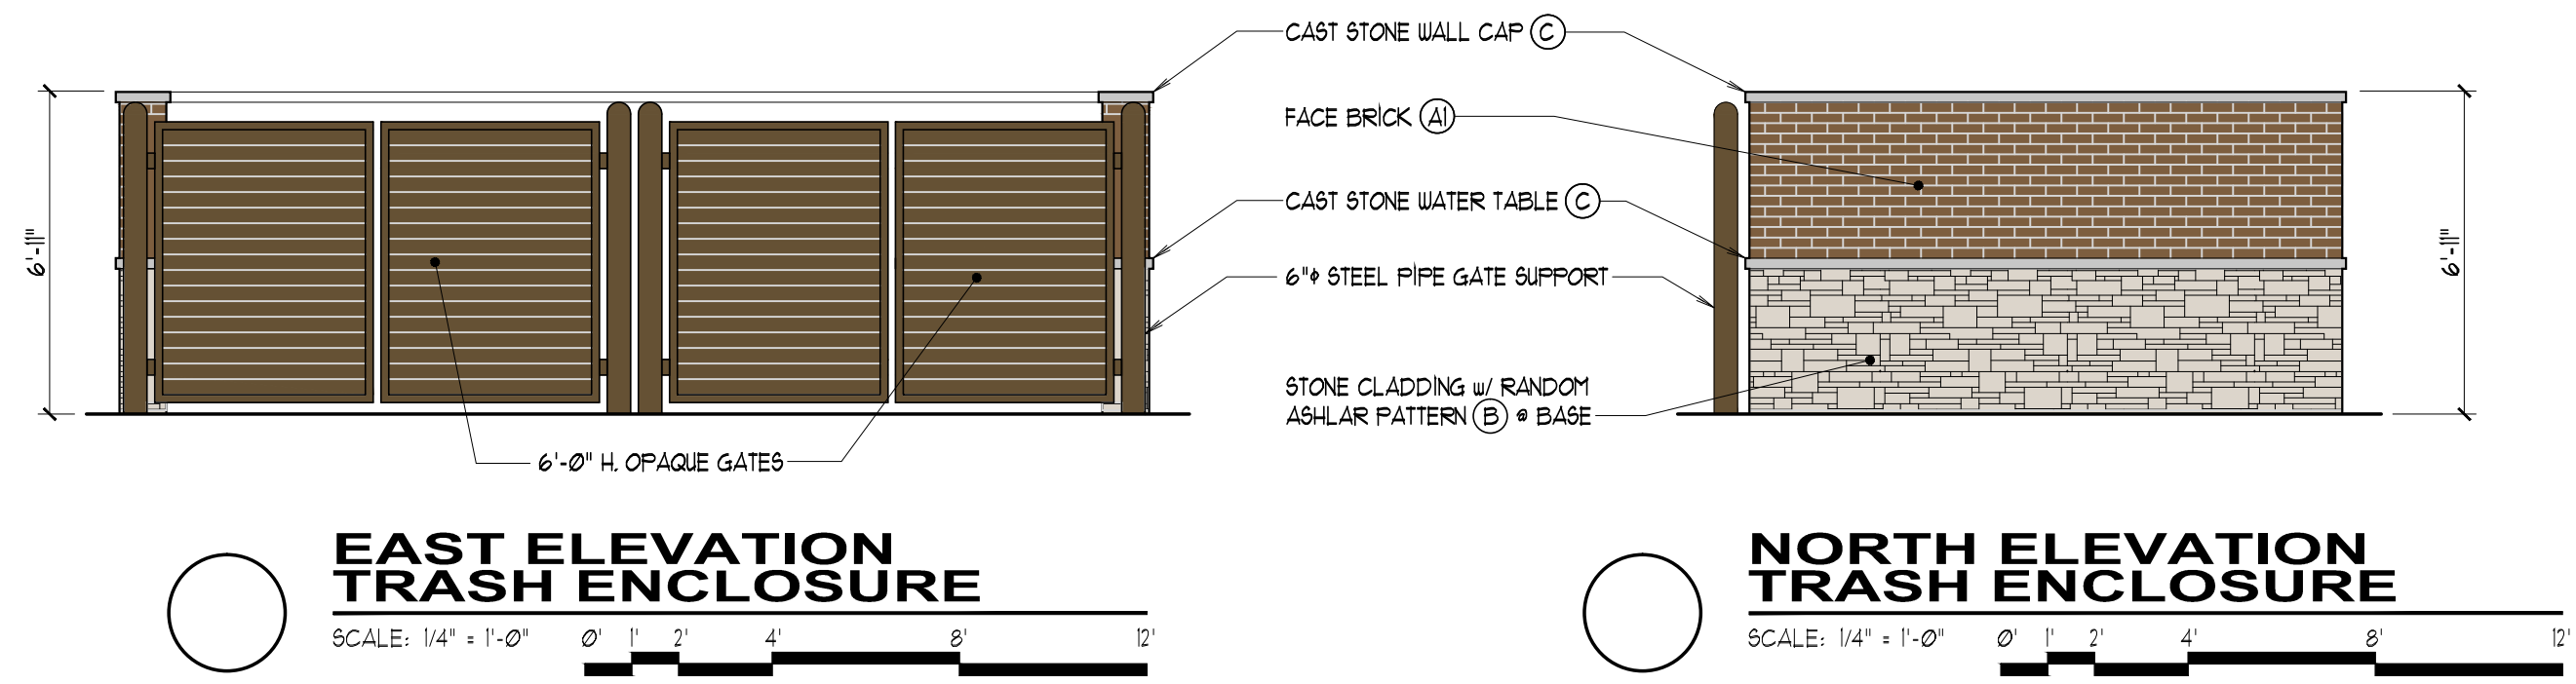 CAST STONE WALL CAP C
FACE BRICK A1
CAST STONE WATER TABLE C
6"ϕ STEEL PIPE GATE SUPPORT
STONE CLADDING w/ RANDOM
ASHLAR PATTERN B @ BASE
6'-11"
6'-11"
6'-0" H. OPAQUE GATES
EAST ELEVATION
TRASH ENCLOSURE
SCALE: 1/4" = 1'-0"
0' 1' 2' 4' 8' 12'
NORTH ELEVATION
TRASH ENCLOSURE
SCALE: 1/4" = 1'-0"
0' 1' 2' 4' 8' 12'